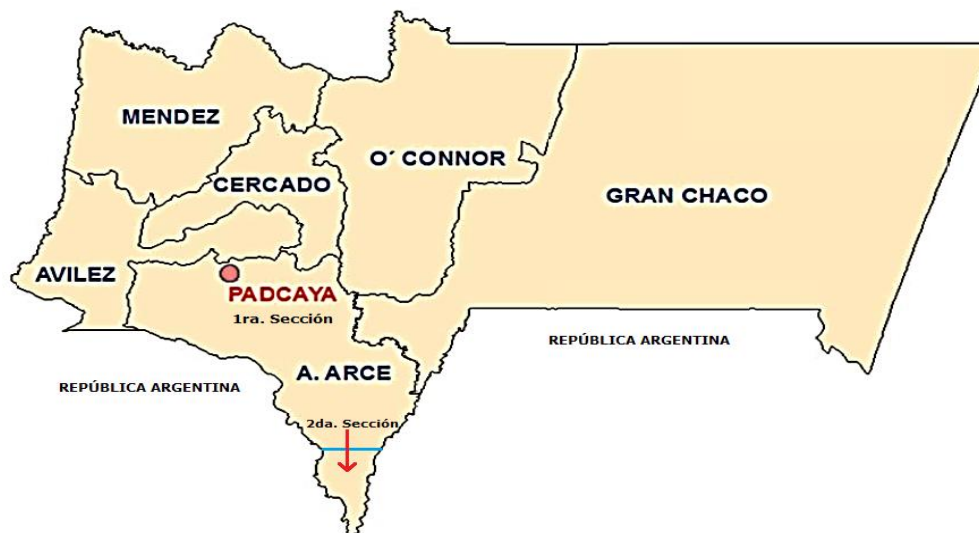 MENDEZ
O´ CONNOR
CERCADO
GRAN CHACO
AVILEZ
PADCAYA
1ra. Sección
REPÚBLICA ARGENTINA
A. ARCE
REPÚBLICA ARGENTINA
2da. Sección